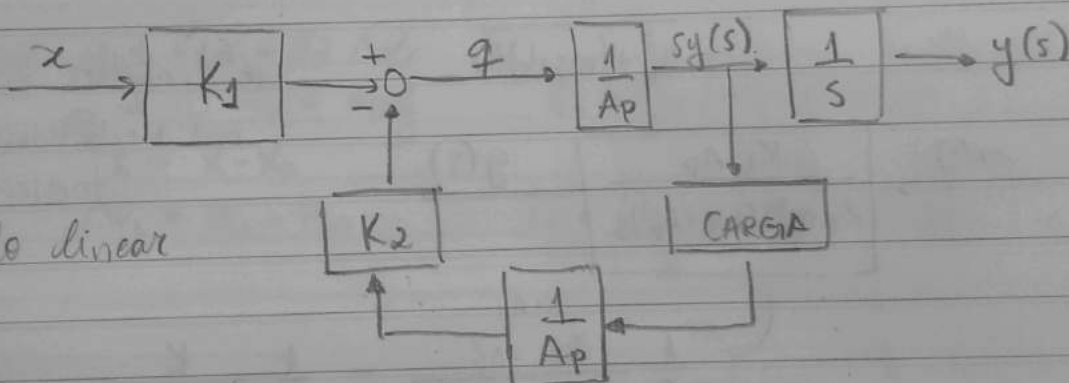 x K1 + - q 1/Ap sy(s). 1/S y(s)
linear K2 CARGA
1/Ap